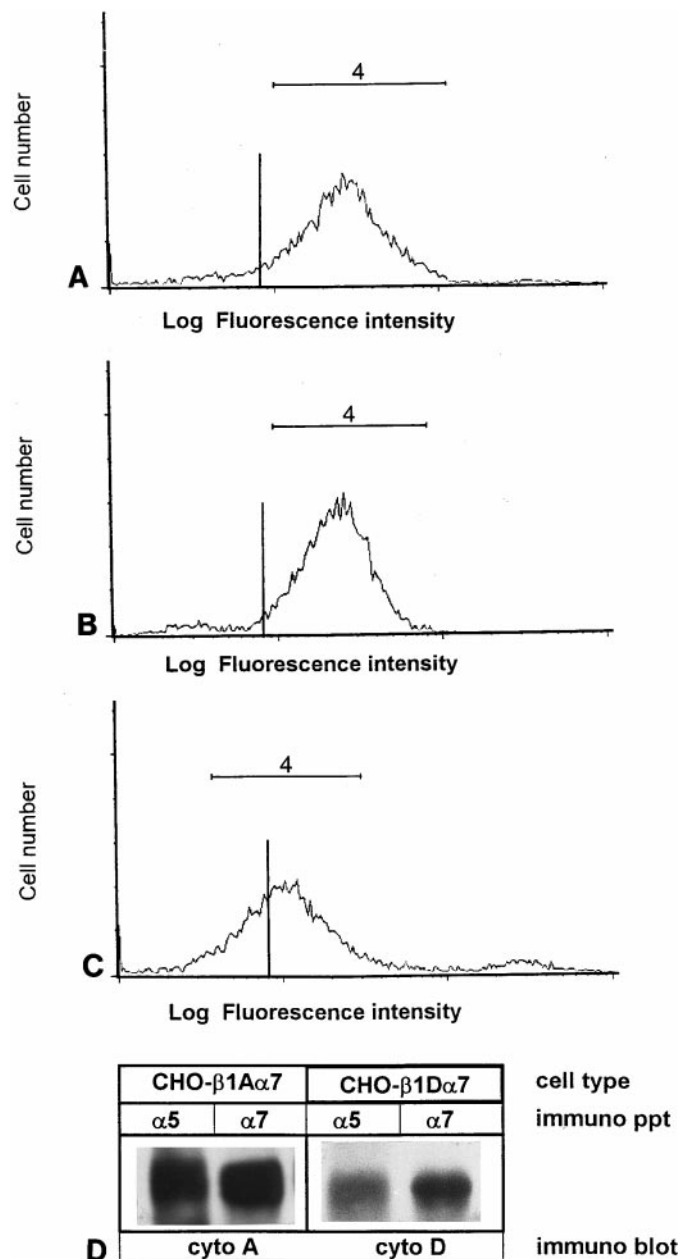 4
Cell number
A
Log Fluorescence intensity
4
Cell number
B
Log Fluorescence intensity
4
Cell number
C
Log Fluorescence intensity
CHO-β1Aα7 CHO-β1Dα7 cell type
α5 α7 α5 α7 immuno ppt
D cyto A cyto D immuno blot